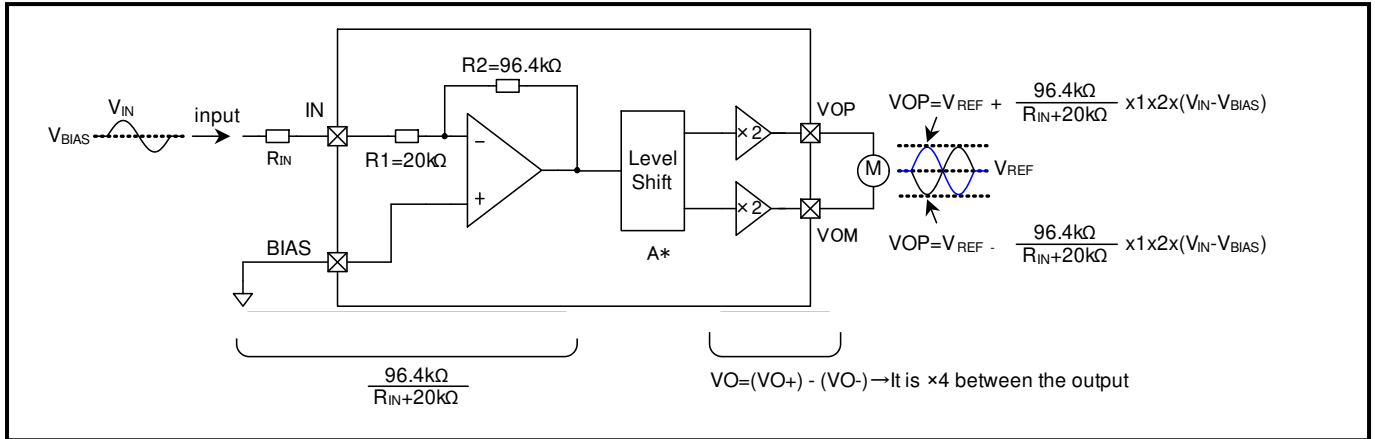 R2=96.4kΩ
VIN
VBIAS
input
IN
RIN
R1=20kΩ
−
+
BIAS
Level
Shift
A*
×2
×2
VOP
VOM
M
VOP=VREF + 96.4kΩ x1x2x(VIN-VBIAS)
RIN+20kΩ
VREF
VOP=VREF - 96.4kΩ x1x2x(VIN-VBIAS)
RIN+20kΩ
96.4kΩ
RIN+20kΩ
VO=(VO+) - (VO-)→It is ×4 between the output